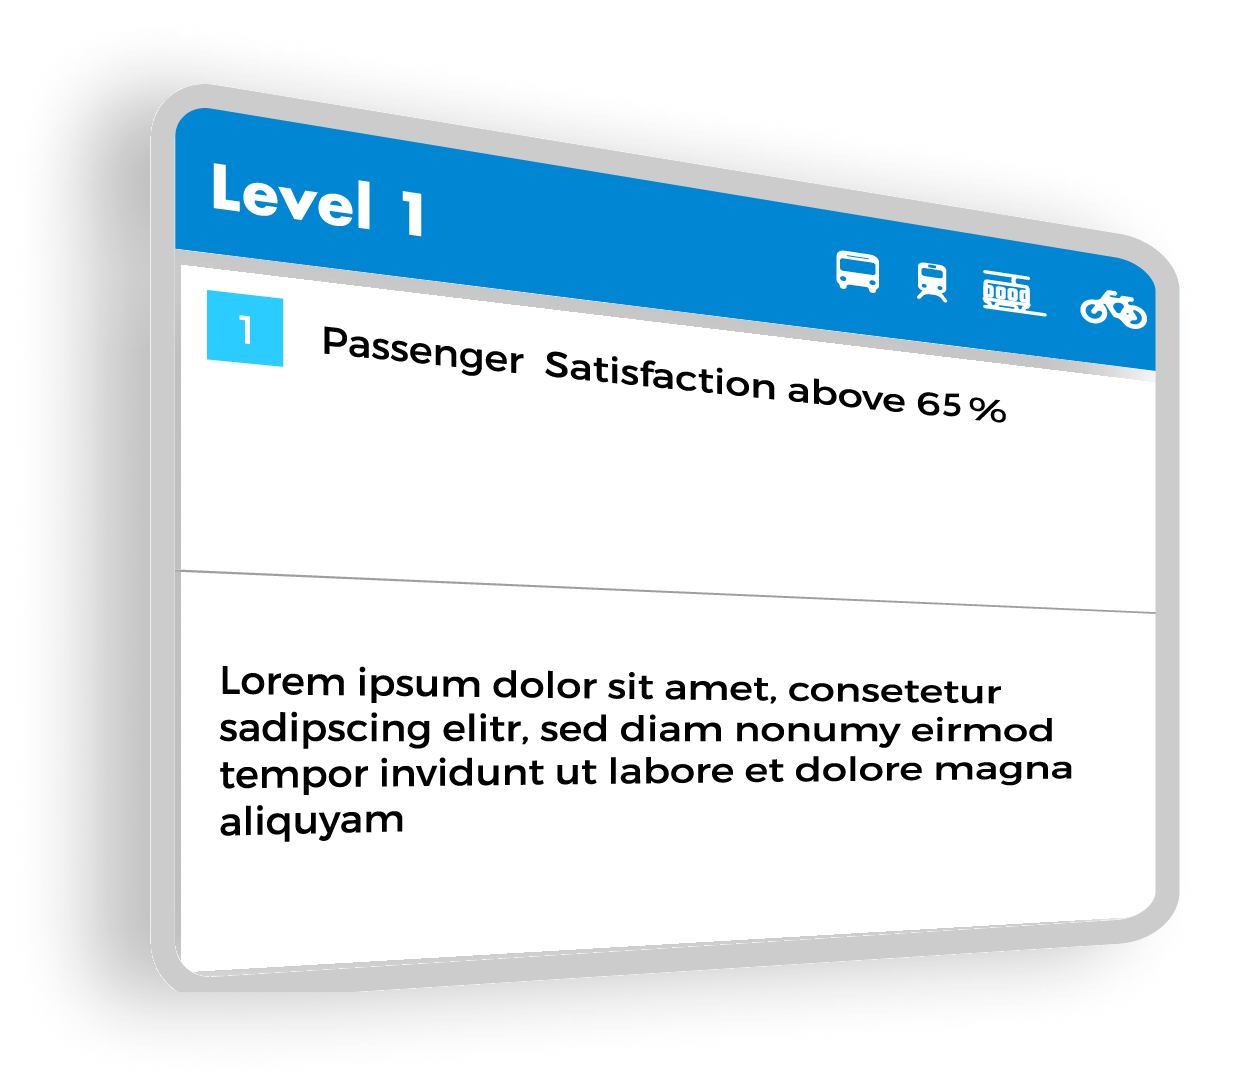 Level 1
1
Passenger Satisfaction above 65 %
Lorem ipsum dolor sit amet, consetetur
sadipscing elitr, sed diam nonumy eirmod
tempor invidunt ut labore et dolore magna
aliquyam